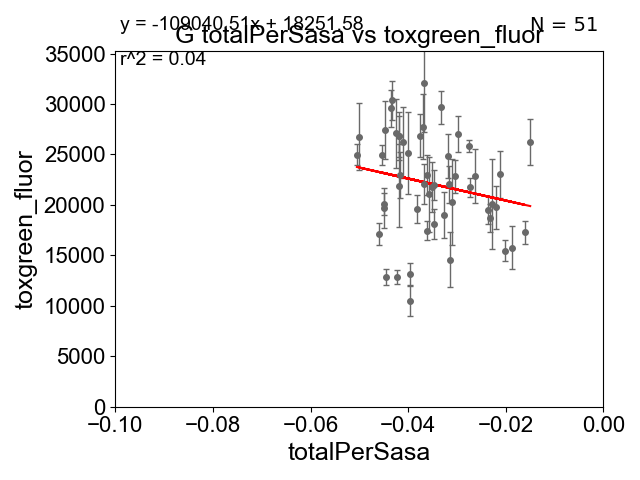 y = -109040.51x + 18251.58
N = 51
G totalPerSasa vs toxgreen_fluor
r^2 = 0.04
35000
30000
25000
20000
15000
10000
5000
0
toxgreen_fluor
−0.10 −0.08 −0.06 −0.04 −0.02 0.00
totalPerSasa